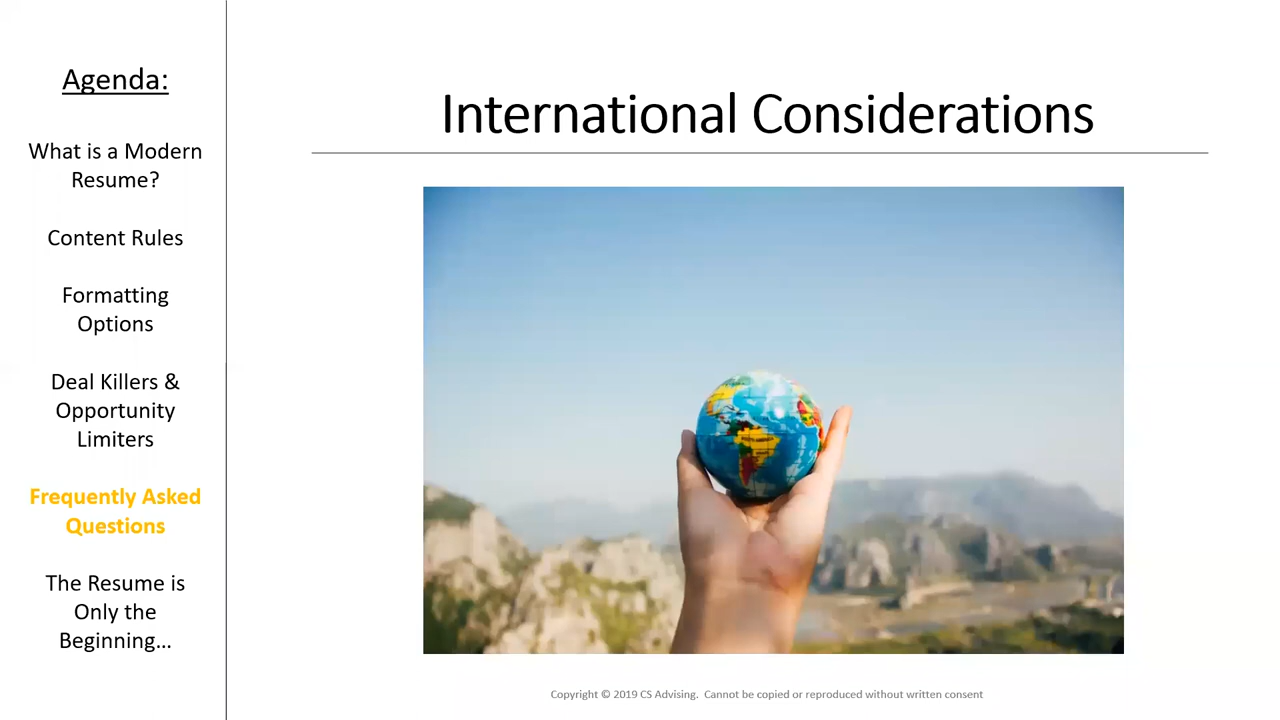 Agenda:
What is a Modern
Resume?
Content Rules
Formatting
Options
Deal Killers &
Opportunity
Limiters
Frequently Asked
Questions
The Resume is
Only the
Beginning...
International Considerations
Copyright © 2019 CS Advising. Cannot be copied or reproduced without written consent